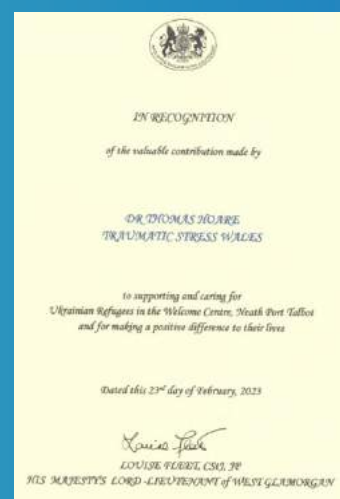 IN RECOGNITION
of the valuable contribution made by
DR THOMAS HOARE
TRAUMATIC STRESS WALES
to supporting and caring for
Ukrainian Refugees in the Welcome Centre, Neath Port Talbot
and for making a positive difference to their lives
Dated this 23rd day of February, 2023
Louise Fleet
LOUISE FLEET, CStJ, JP
HIS MAJESTY'S LORD-LIEUTENANT of WEST GLAMORGAN